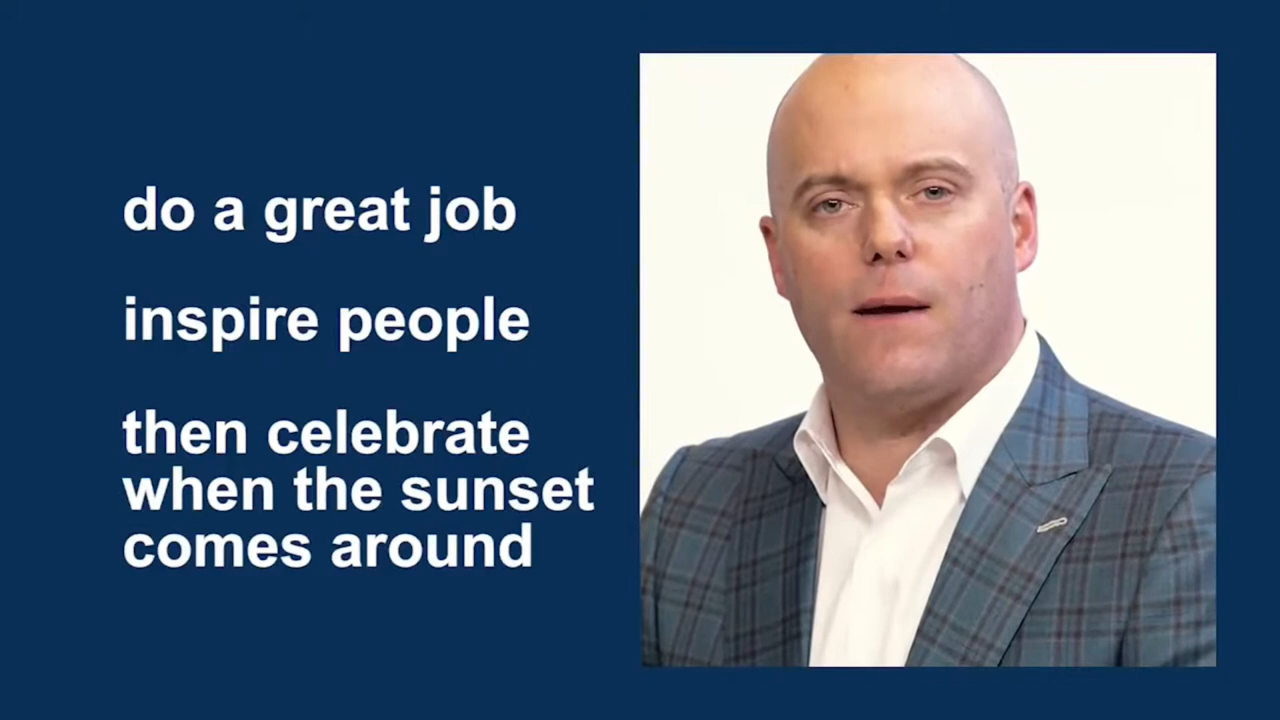 do a great job
inspire people
then celebrate
when the sunset
comes around